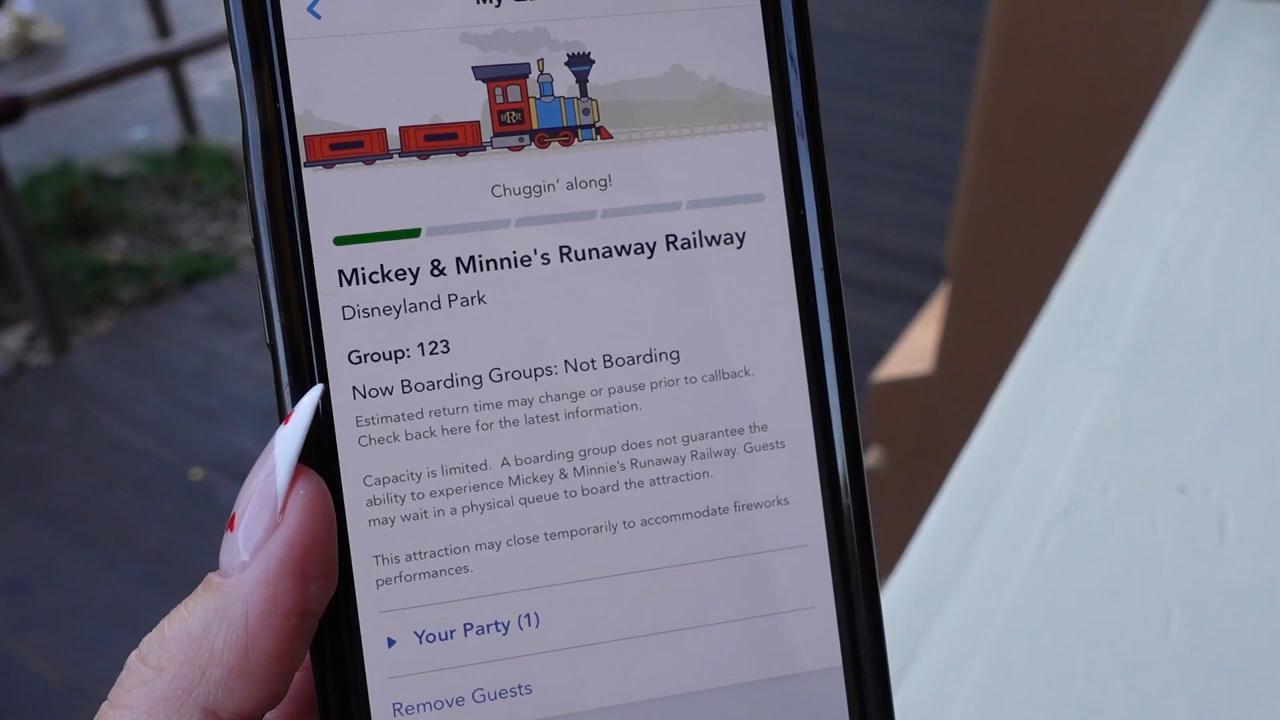 Chuggin' along!
Mickey & Minnie's Runaway Railway
Disneyland Park
Group: 123
Now Boarding Groups: Not Boarding
Estimated return time may change or pause prior to callback.
Check back here for the latest information.
Capacity is limited. A boarding group does not guarantee the
ability to experience Mickey & Minnie's Runaway Railway. Guests
may wait in a physical queue to board the attraction.
This attraction may close temporarily to accommodate fireworks
performances.
Your Party (1)
Remove Guests